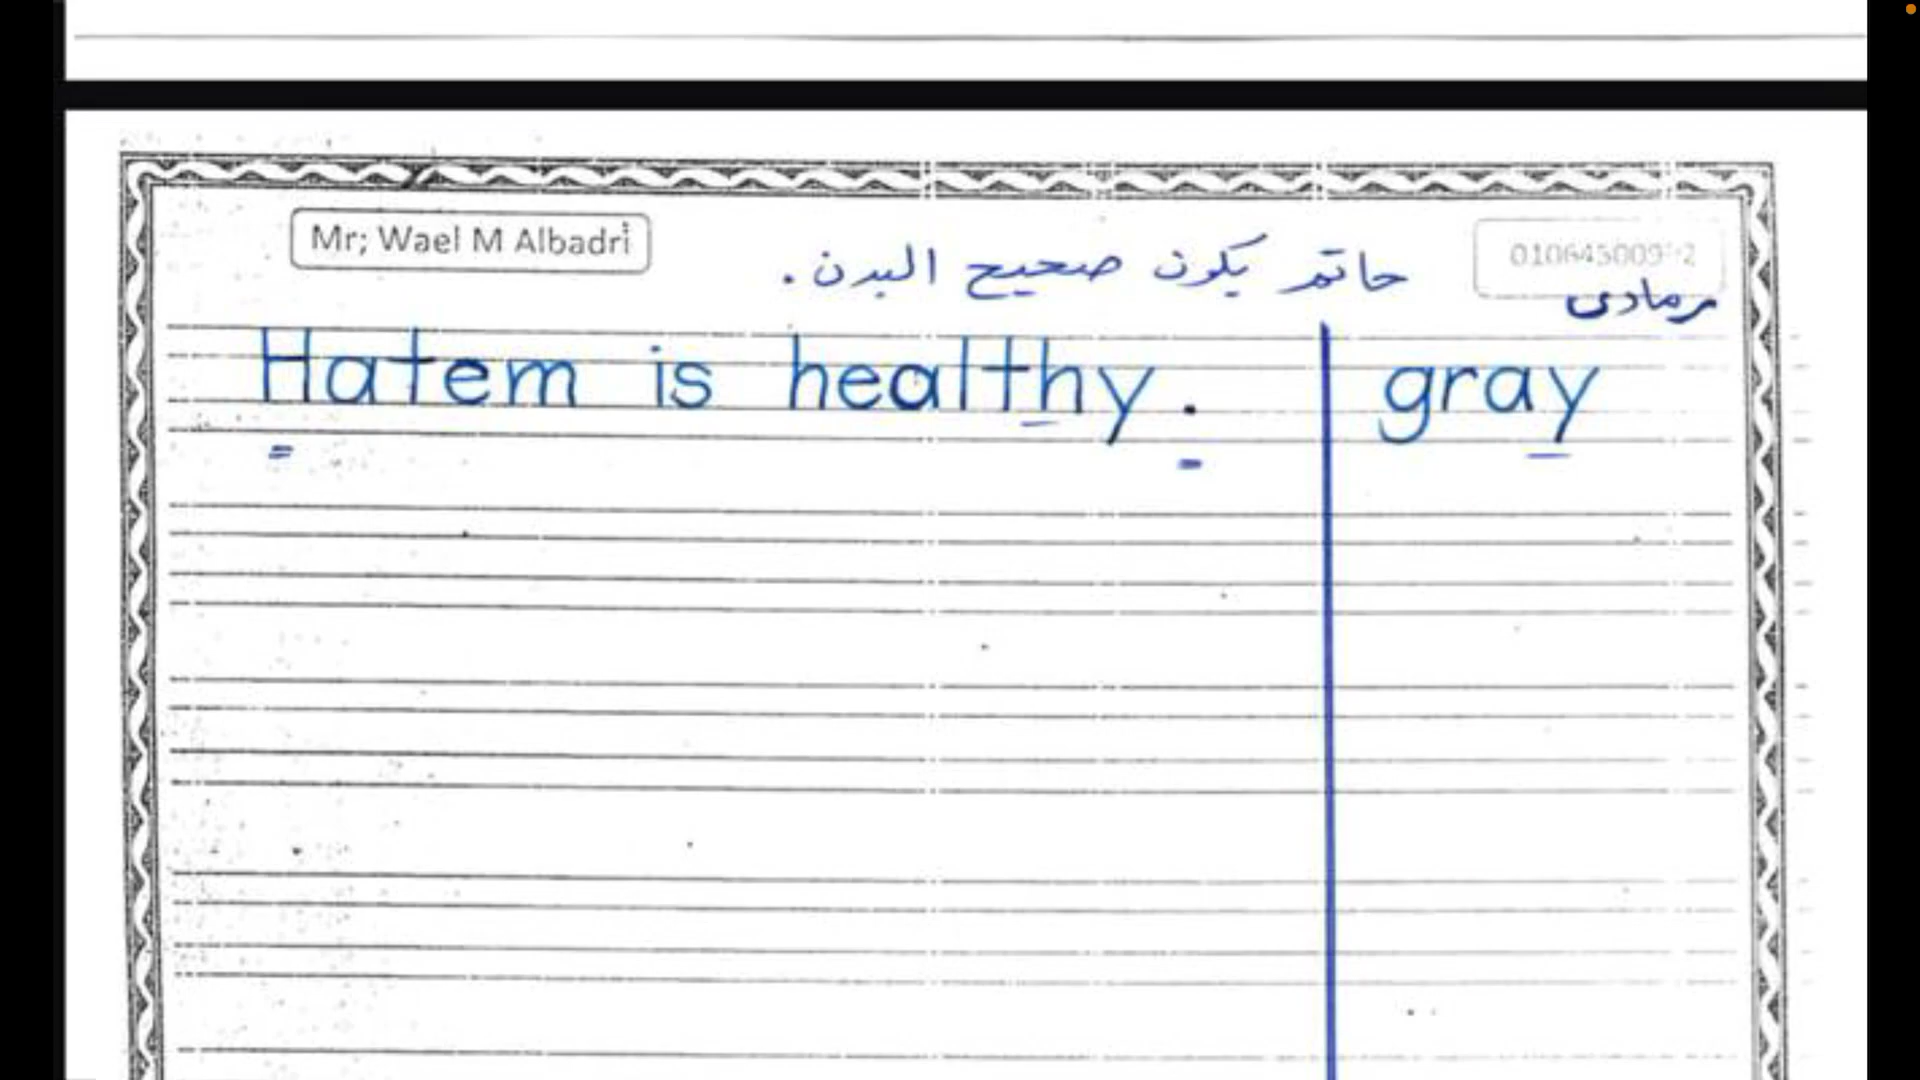 Mr; Wael M Albadri
حاتم يكون صحيح البدن.
رمادى
Hatem is healthy. gray